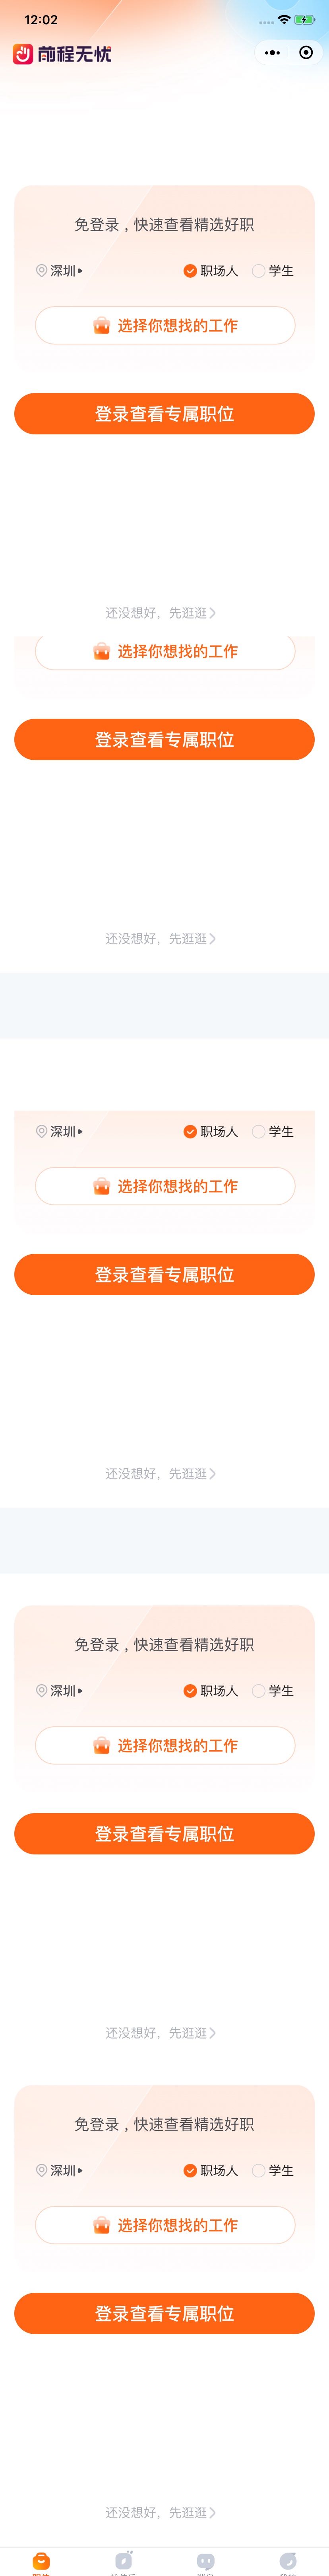 12:02
前程无忧
免登录，快速查看精选好职
深圳 职场人 学生
选择你想找的工作
登录查看专属职位
还没想好，先逛逛
选择你想找的工作
登录查看专属职位
还没想好，先逛逛
深圳 职场人 学生
选择你想找的工作
登录查看专属职位
还没想好，先逛逛
免登录，快速查看精选好职
深圳 职场人 学生
选择你想找的工作
登录查看专属职位
还没想好，先逛逛
免登录，快速查看精选好职
深圳 职场人 学生
选择你想找的工作
登录查看专属职位
还没想好，先逛逛